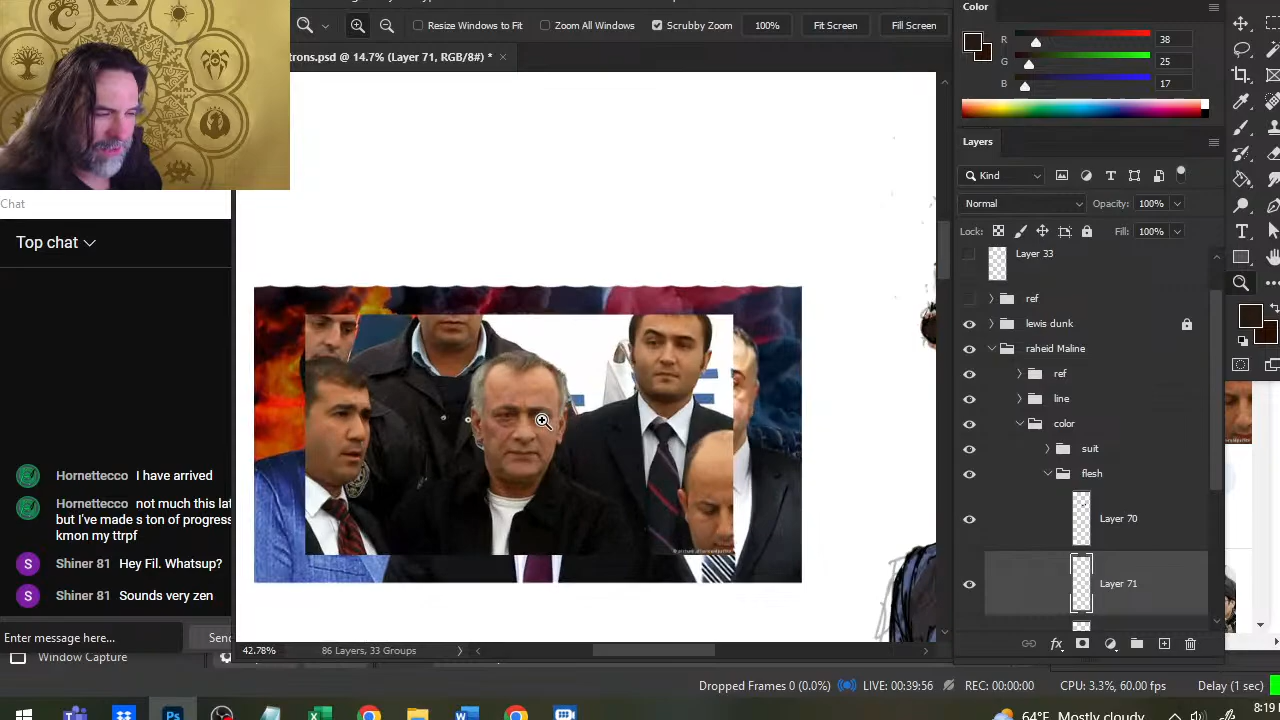 Resize Windows to Fit
Zoom All Windows
Scrubby Zoom
100%
Fit Screen
Fill Screen
trons.psd @ 14.7% (Layer 71, RGB/8#) *
Color
R 38
G 25
B 17
Layers
Kind
Normal
Opacity: 100%
Lock:
Fill: 100%
Layer 33
ref
lewis dunk
raheid Maline
ref
line
color
suit
flesh
Layer 70
Layer 71
Chat
Top chat
Hornettecco I have arrived
Hornettecco not much this lat
but I've made s ton of progres
kmon my ttrpf
Shiner 81 Hey Fil. Whatsup?
Shiner 81 Sounds very zen
Enter message here...
Senc
Window Capture
42.78%
86 Layers, 33 Groups
Dropped Frames 0 (0.0%)
LIVE: 00:39:56
REC: 00:00:00
CPU: 3.3%, 60.00 fps
Delay (1 sec)
64°F Mostly cloudy
8:19